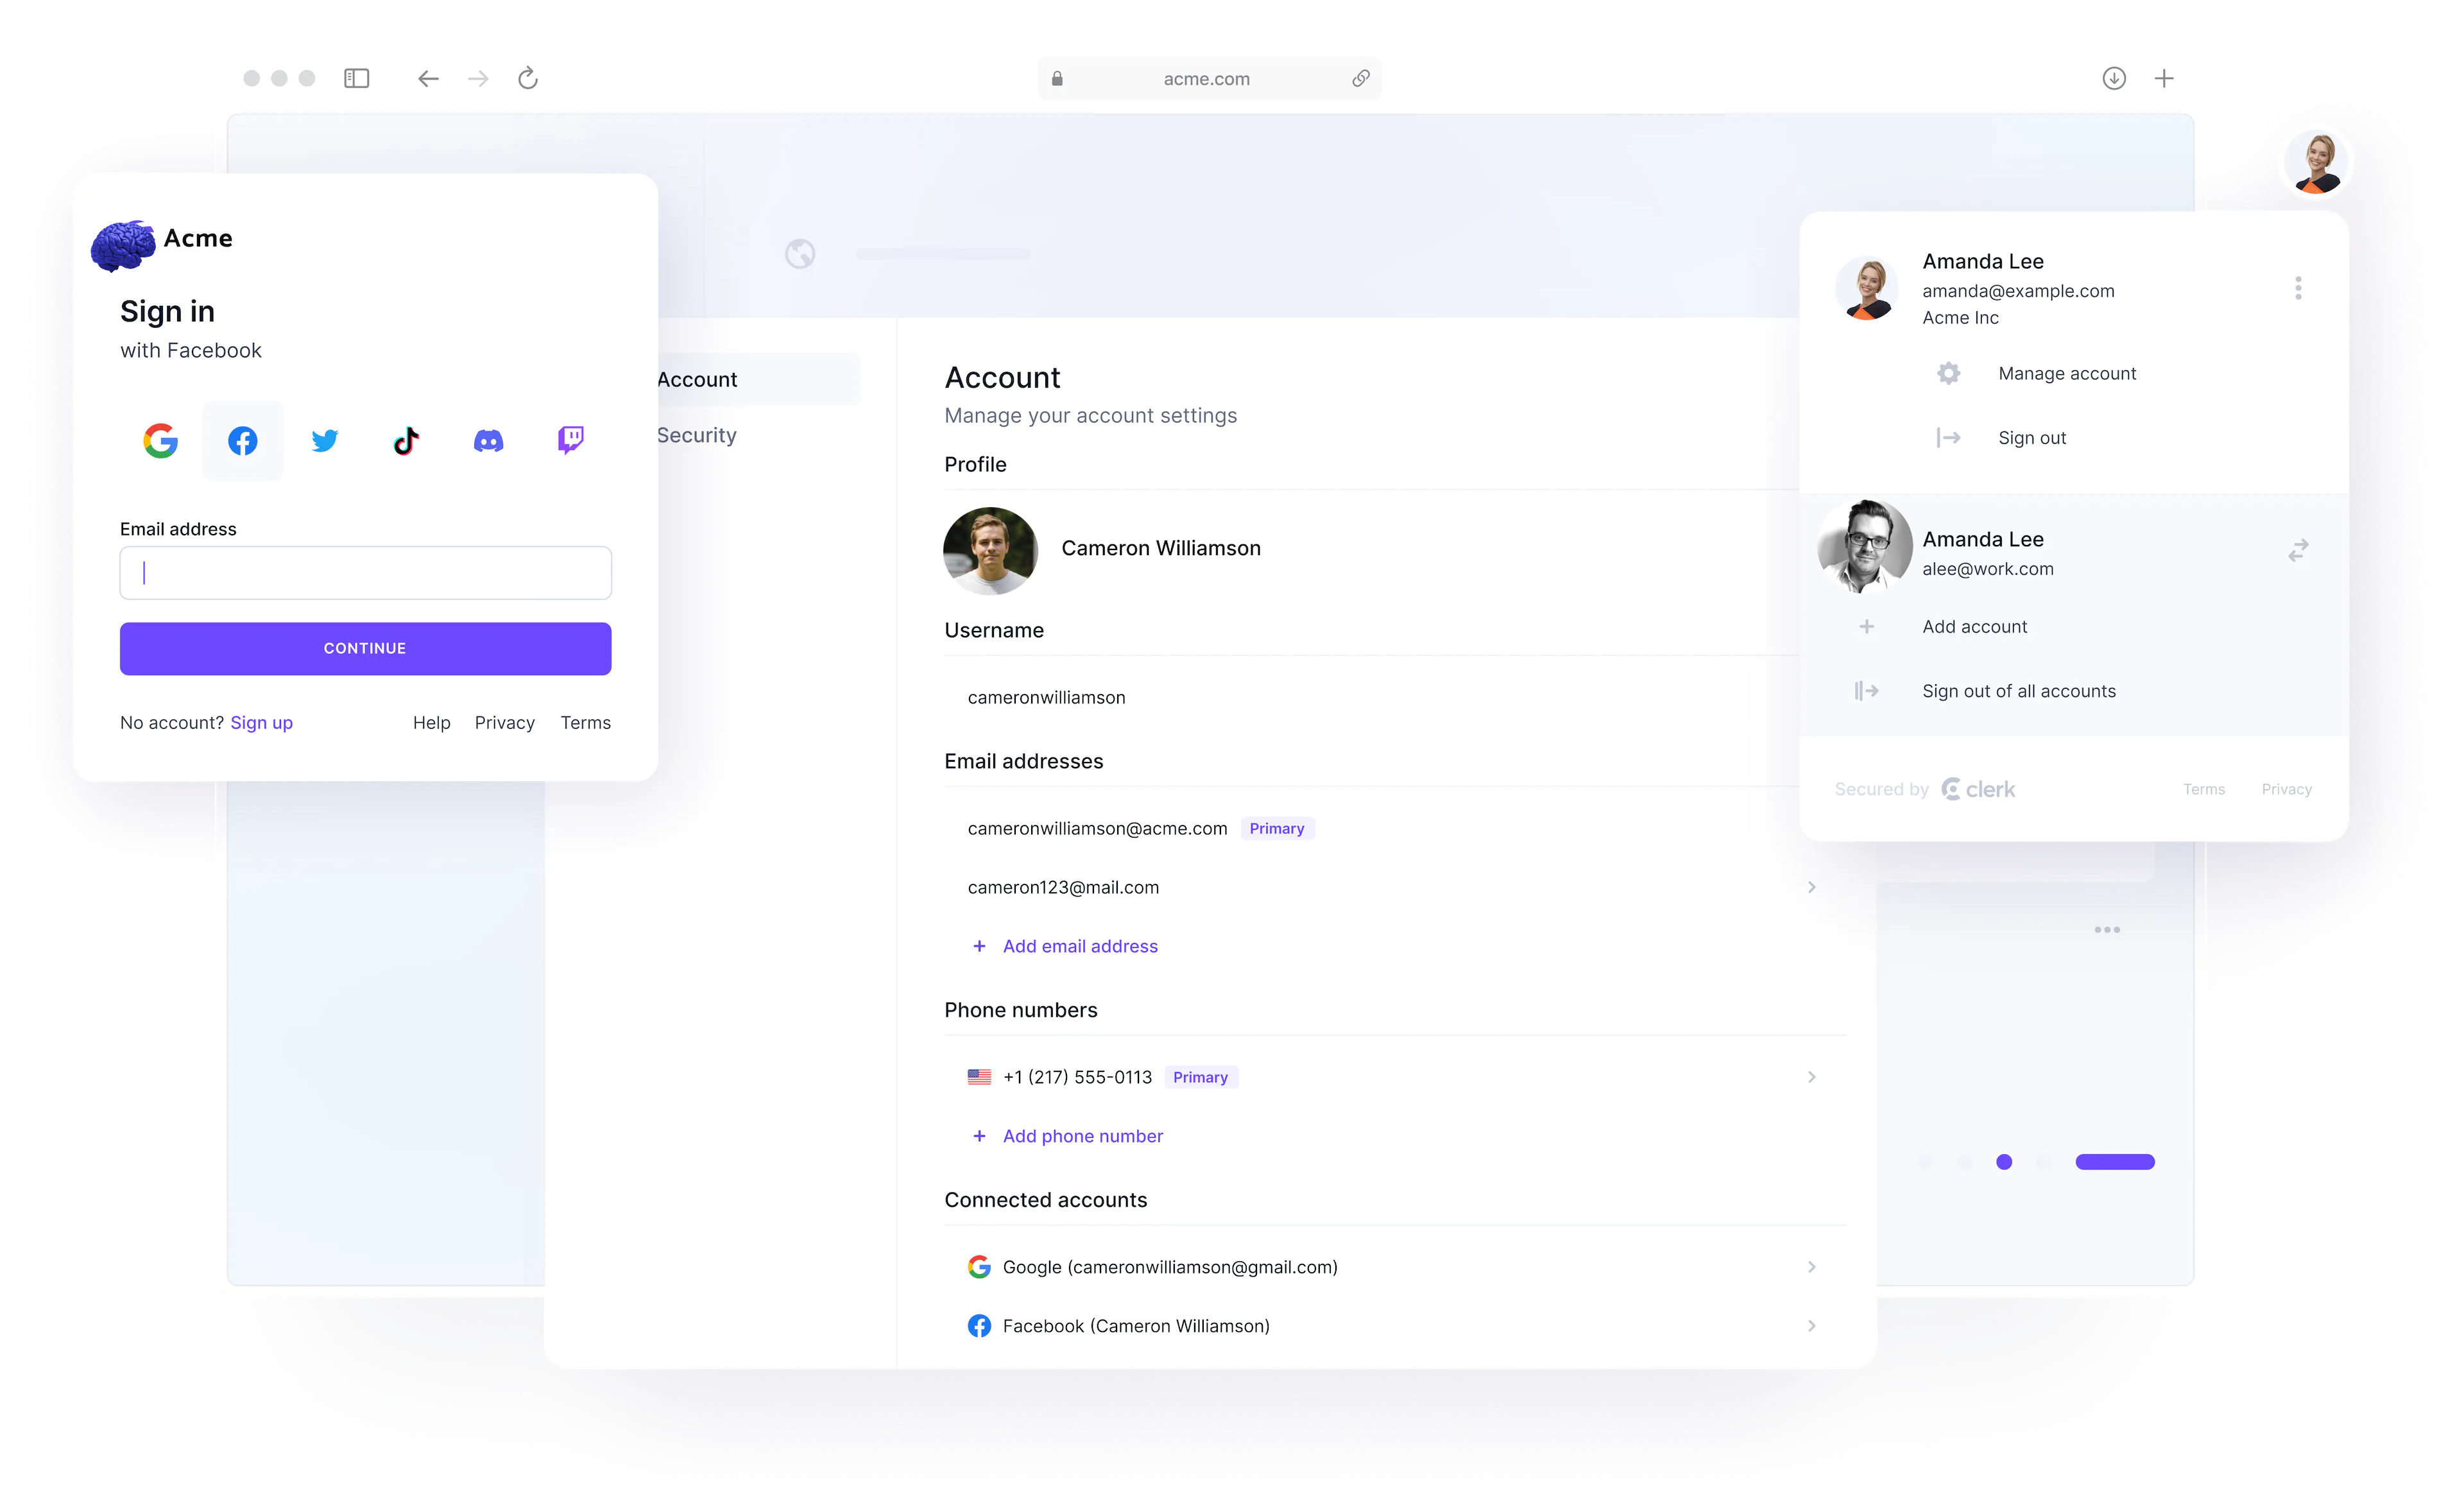 acme.com
Acme
Sign in
with Facebook
Email address
CONTINUE
No account? Sign up
Help Privacy Terms
Account
Security
Account
Manage your account settings
Profile
Cameron Williamson
Username
cameronwilliamson
Email addresses
cameronwilliamson@acme.com Primary
cameron123@mail.com
+ Add email address
Phone numbers
+1 (217) 555-0113 Primary
+ Add phone number
Connected accounts
Google (cameronwilliamson@gmail.com)
Facebook (Cameron Williamson)
Amanda Lee
amanda@example.com
Acme Inc
Manage account
Sign out
Amanda Lee
alee@work.com
+ Add account
Sign out of all accounts
Secured by clerk
Terms Privacy